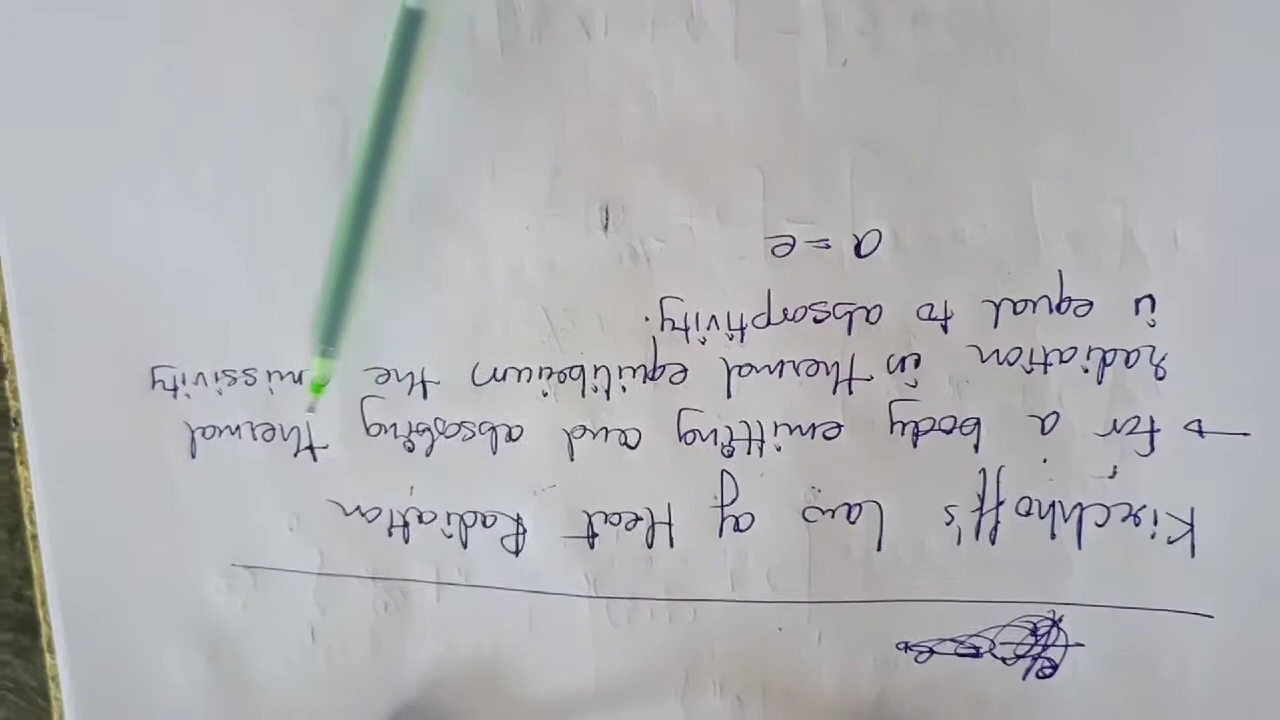 Kirchhoff's Law of Heat Radiation
→ for a body emitting and absorbing thermal
radiation in thermal equilibrium the missivity
is equal to absorptivity.
a = e